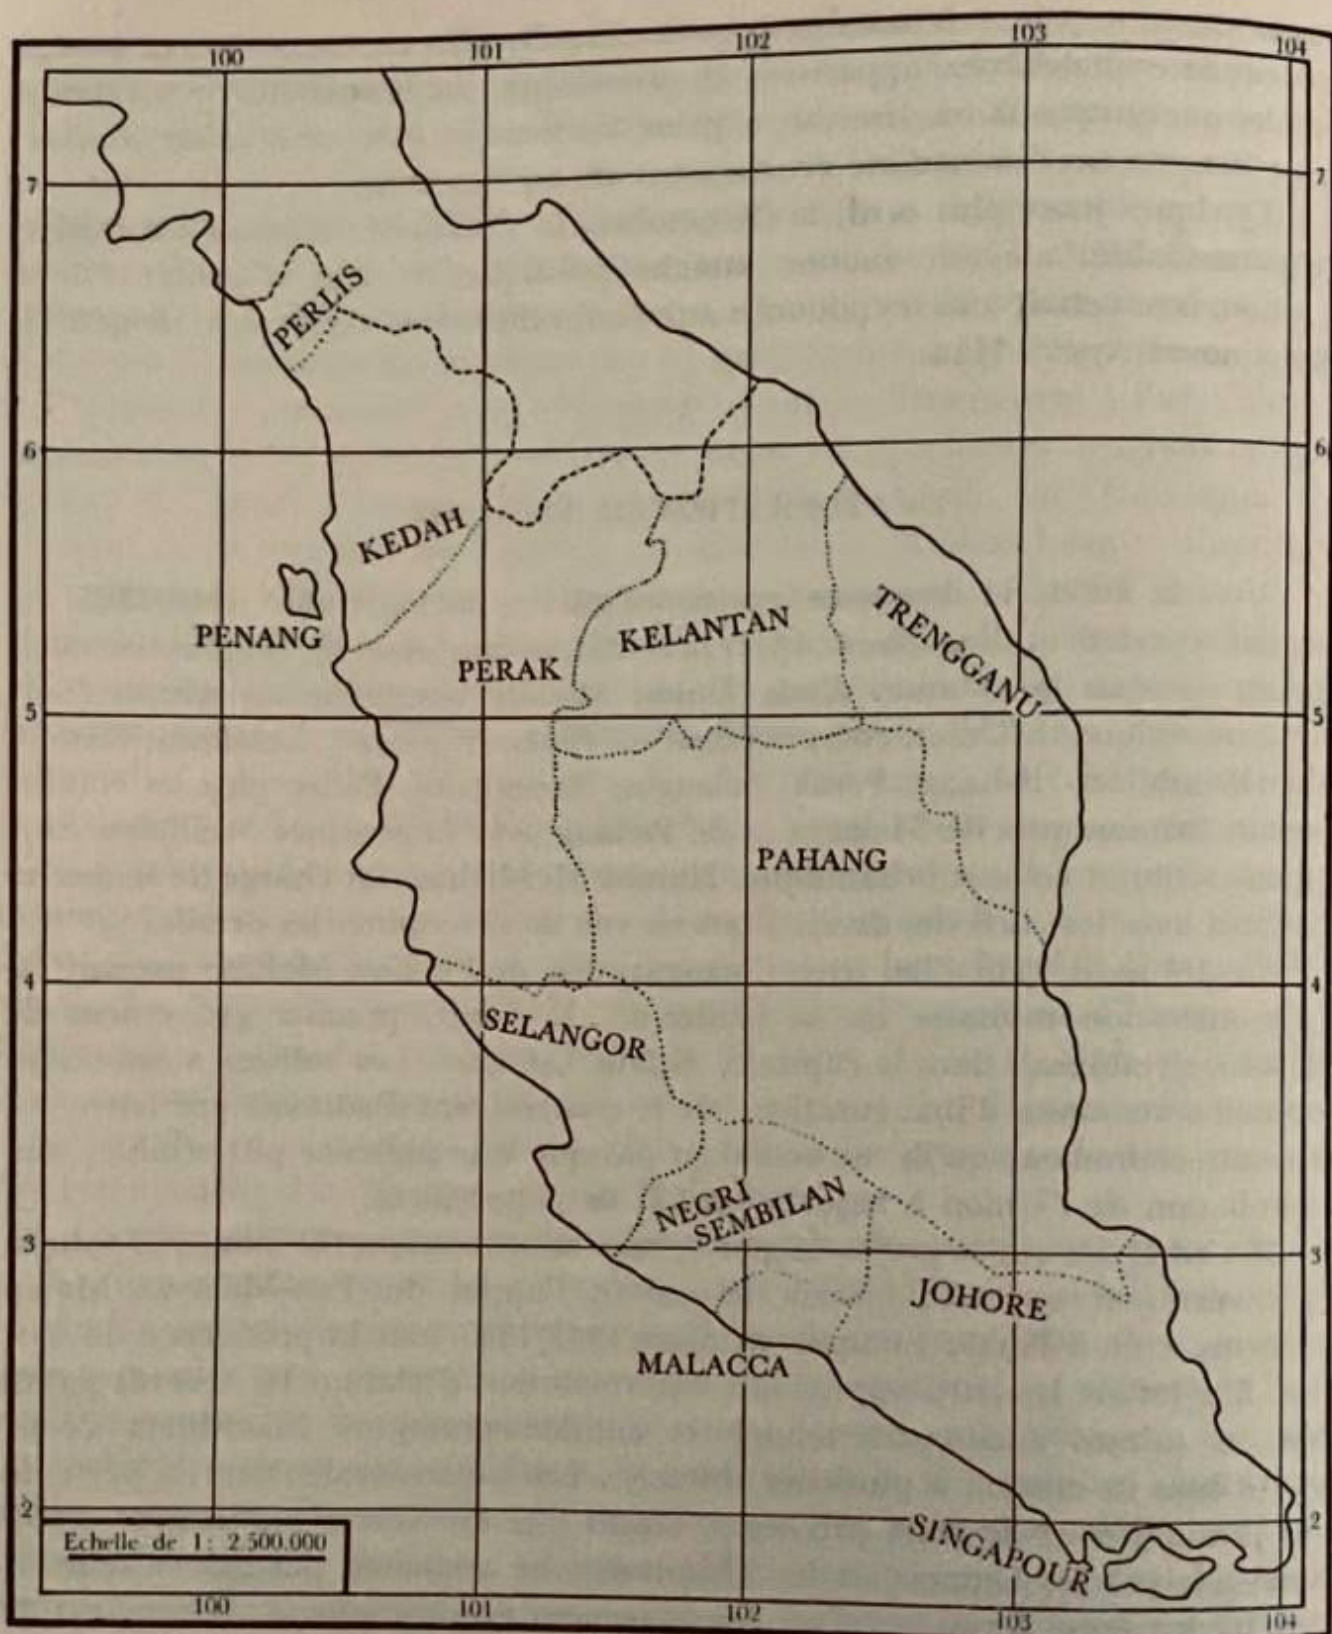 100 101 102 103 104
7 7
PERLIS
6 6
KEDAH
TRENGGANU
KELANTAN
PENANG
PERAK
5 5
PAHANG
4 4
SELANGOR
NEGRI
SEMBILAN
3 3
JOHORE
MALACCA
2 2
SINGAPOUR
Echelle de 1: 2.500.000
100 101 102 103 104